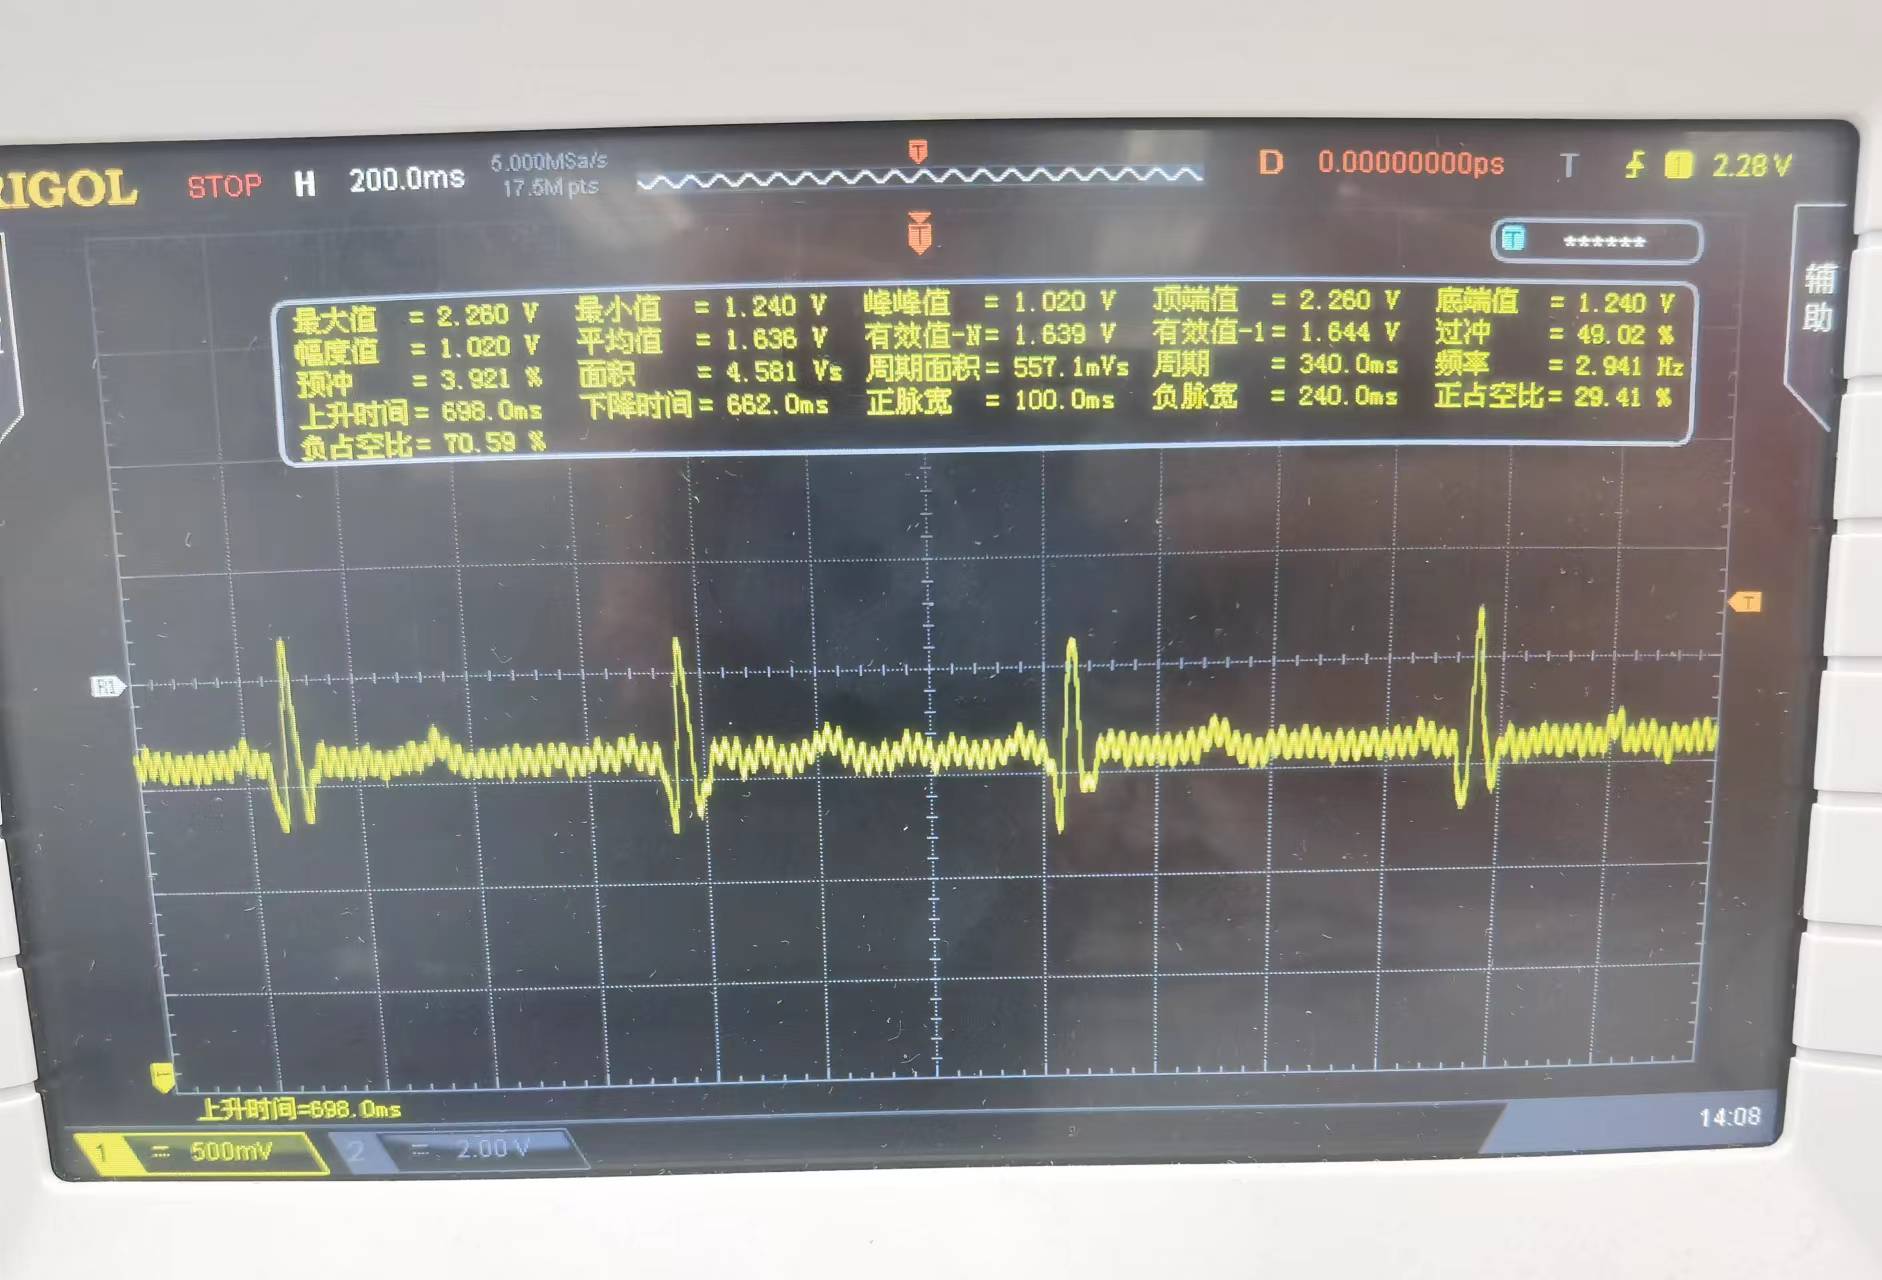 RIGOL STOP H 200.0ms 5.000MSa/s 17.5M pts D 0.00000000ps T 1 2.28 V
T
T ******
最大值 = 2.260 V 最小值 = 1.240 V 峰峰值 = 1.020 V 顶端值 = 2.260 V 底端值 = 1.240 V
幅度值 = 1.020 V 平均值 = 1.636 V 有效值-N= 1.639 V 有效值-1= 1.644 V 过冲 = 49.02 %
预冲 = 3.921 % 面积 = 4.581 Vs 周期面积= 557.1mVs 周期 = 340.0ms 频率 = 2.941 Hz
上升时间= 698.0ms 下降时间= 662.0ms 正脉宽 = 100.0ms 负脉宽 = 240.0ms 正占空比= 29.41 %
负占空比= 70.59 %
辅助
T
R1
上升时间=698.0ms
14:08
1 500mV 2 2.00 V